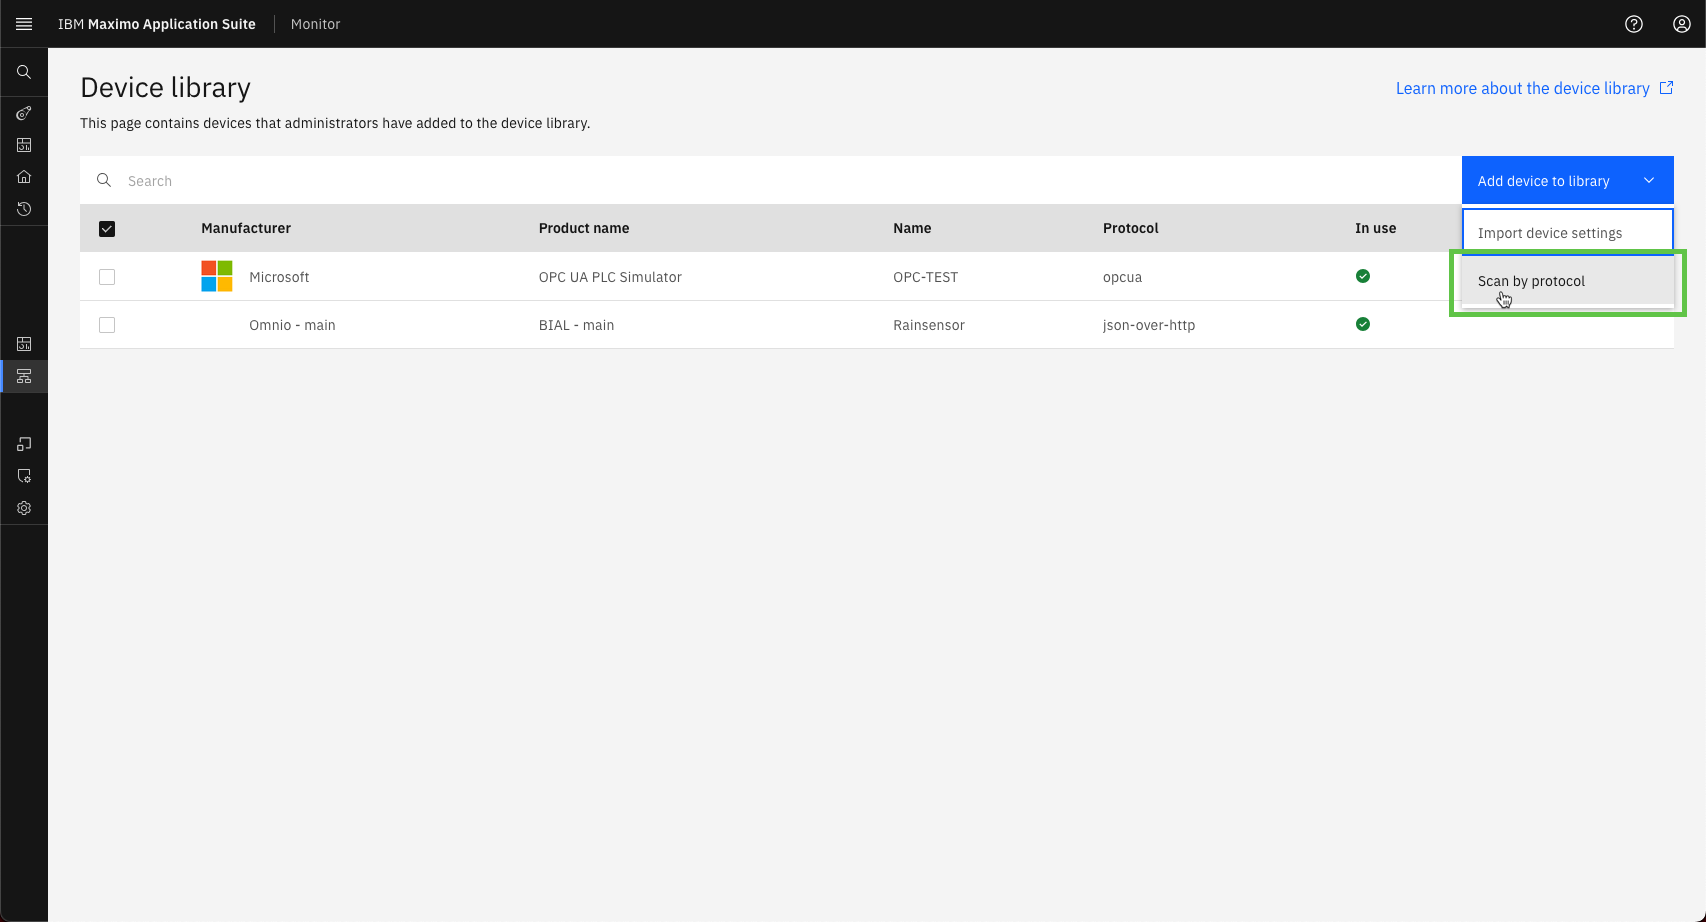 IBM Maximo Application Suite Monitor
Device library
Learn more about the device library
This page contains devices that administrators have added to the device library.
Search
Add device to library
Manufacturer Product name Name Protocol In use
Import device settings
Microsoft OPC UA PLC Simulator OPC-TEST opcua
Scan by protocol
Omnio - main BIAL - main Rainsensor json-over-http